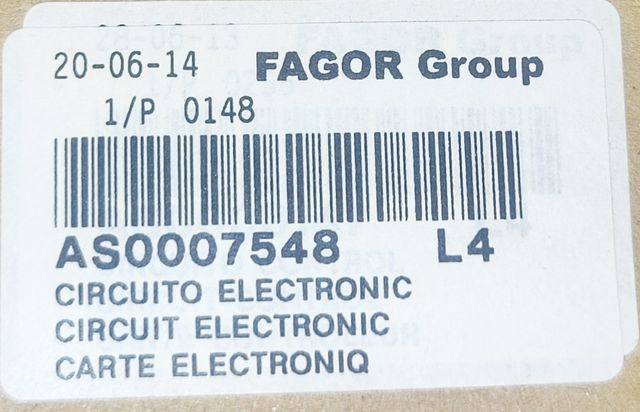 20-06-14 FAGOR Group
1/P 0148
AS0007548 L4
CIRCUITO ELECTRONIC
CIRCUIT ELECTRONIC
CARTE ELECTRONIQ